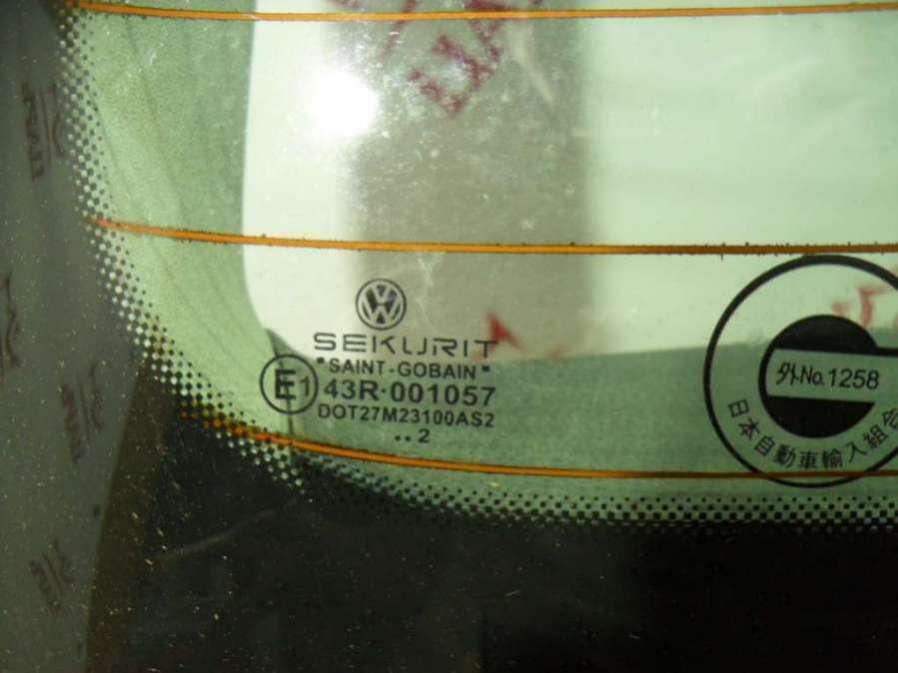 SEKURIT
"SAINT-GOBAIN"
E1 43R-001057
DOT27M23100AS2
..2
外No.1258
日本自動車輸入組合